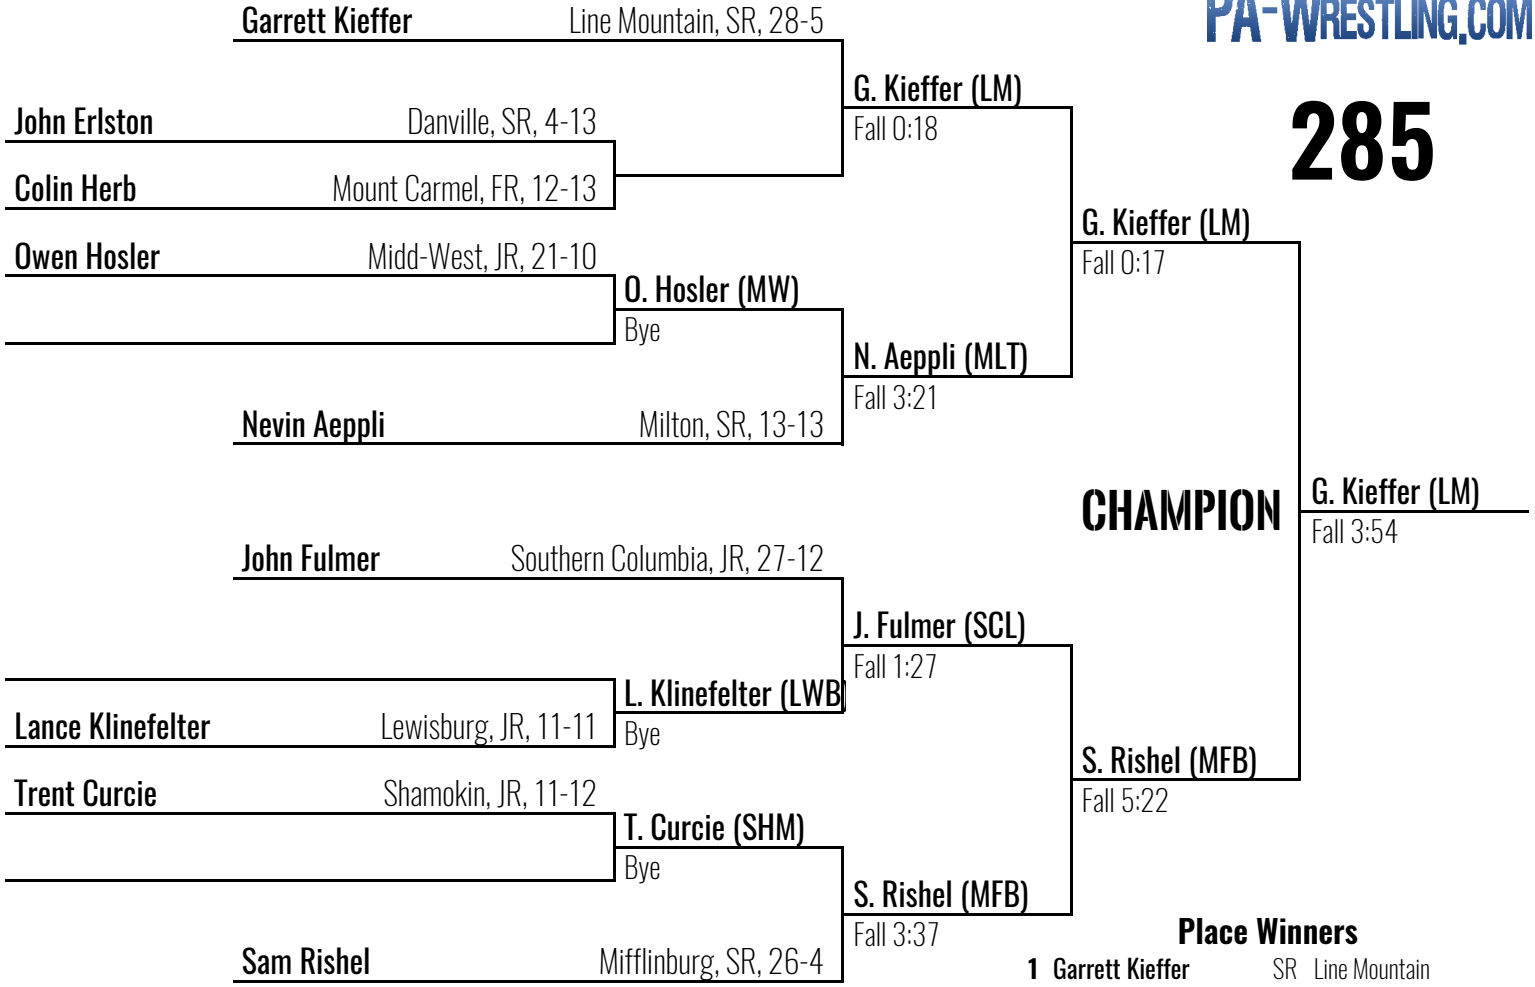 PA-WRESTLING.COM
285
Garrett Kieffer Line Mountain, SR, 28-5
G. Kieffer (LM)
Fall 0:18
John Erlston Danville, SR, 4-13
Colin Herb Mount Carmel, FR, 12-13
G. Kieffer (LM)
Fall 0:17
Owen Hosler Midd-West, JR, 21-10
O. Hosler (MW)
Bye
N. Aeppli (MLT)
Fall 3:21
Nevin Aeppli Milton, SR, 13-13
CHAMPION
G. Kieffer (LM)
Fall 3:54
John Fulmer Southern Columbia, JR, 27-12
J. Fulmer (SCL)
Fall 1:27
L. Klinefelter (LWB)
Bye
Lance Klinefelter Lewisburg, JR, 11-11
S. Rishel (MFB)
Fall 5:22
Trent Curcie Shamokin, JR, 11-12
T. Curcie (SHM)
Bye
S. Rishel (MFB)
Fall 3:37
Sam Rishel Mifflinburg, SR, 26-4
Place Winners
1 Garrett Kieffer SR Line Mountain